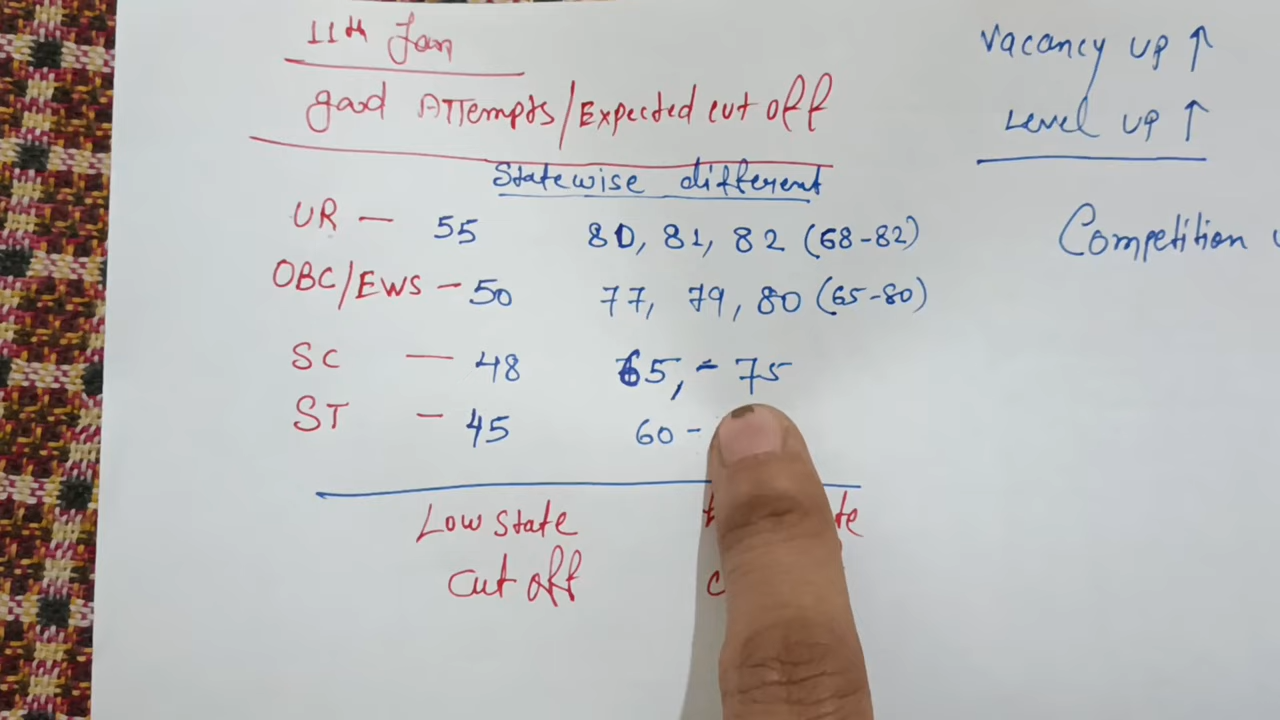 11th Jan
good Attempts/Expected cut off
Statewise different
UR — 55 80, 81, 82 (68-82)
OBC/EWS - 50 77, 79, 80 (65-80)
SC — 48 65, - 75
ST - 45 60 -
Low state
cut off
Vacancy up ↑
Level up ↑
Competition